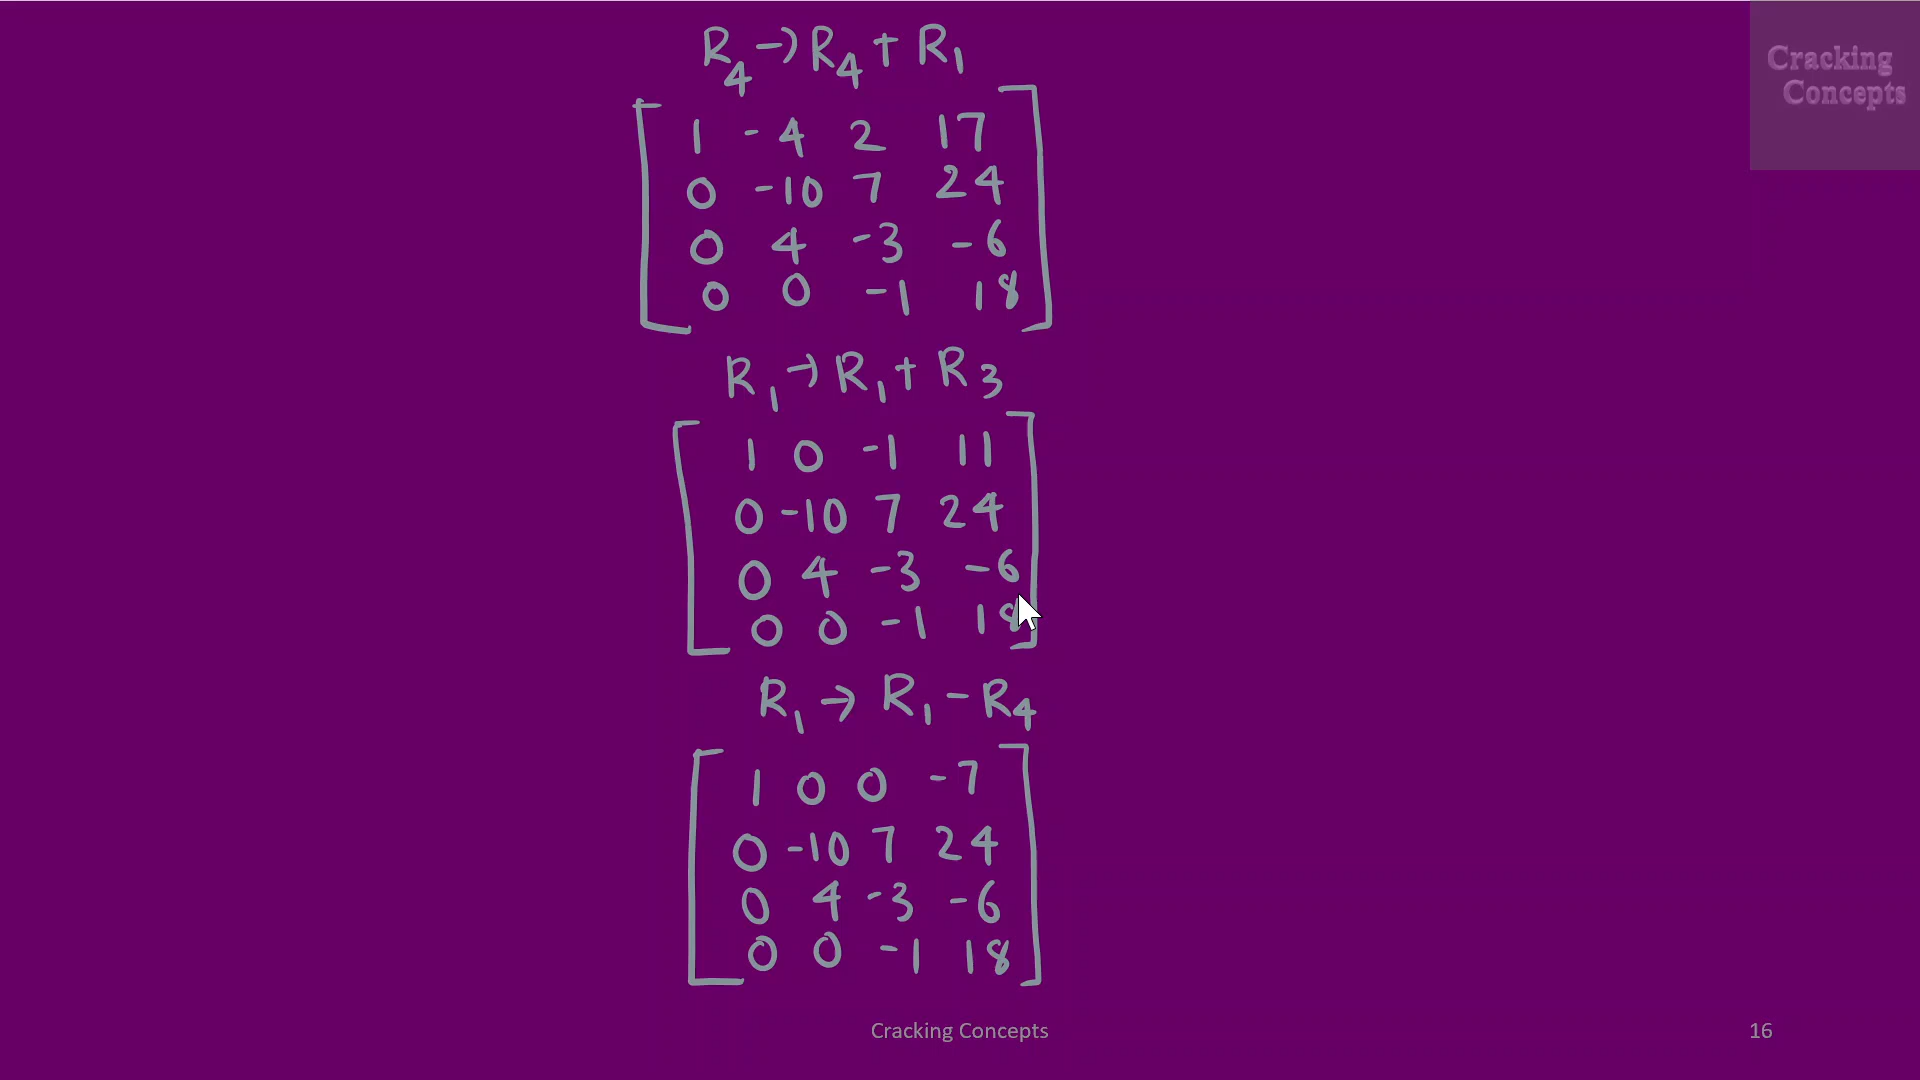 Cracking
Concepts
R4 → R4 + R1
1 -4 2 17
0 -10 7 24
0 4 -3 -6
0 0 -1 18
R1 → R1 + R3
1 0 -1 11
0 -10 7 24
0 4 -3 -6
0 0 -1 18
R1 → R1 - R4
1 0 0 -7
0 -10 7 24
0 4 -3 -6
0 0 -1 18
Cracking Concepts
16